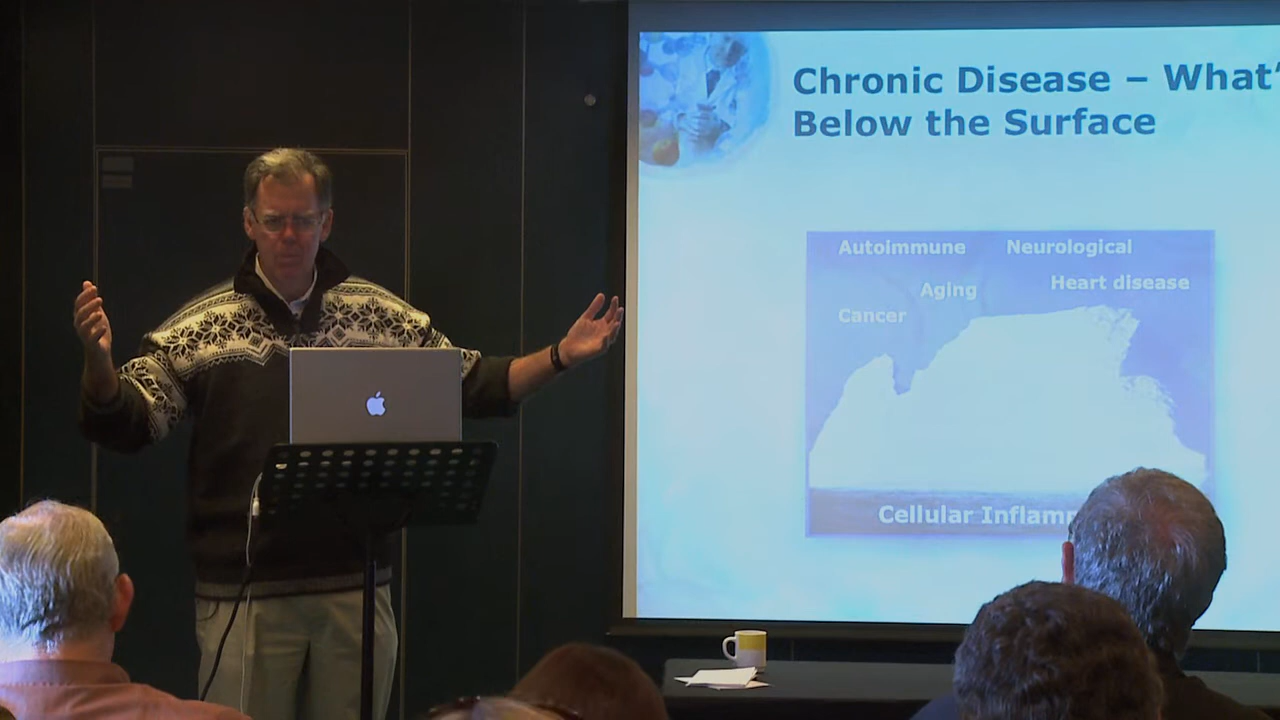 Chronic Disease – What'
Below the Surface
Autoimmune Neurological
Aging Heart disease
Cancer
Cellular Inflamm